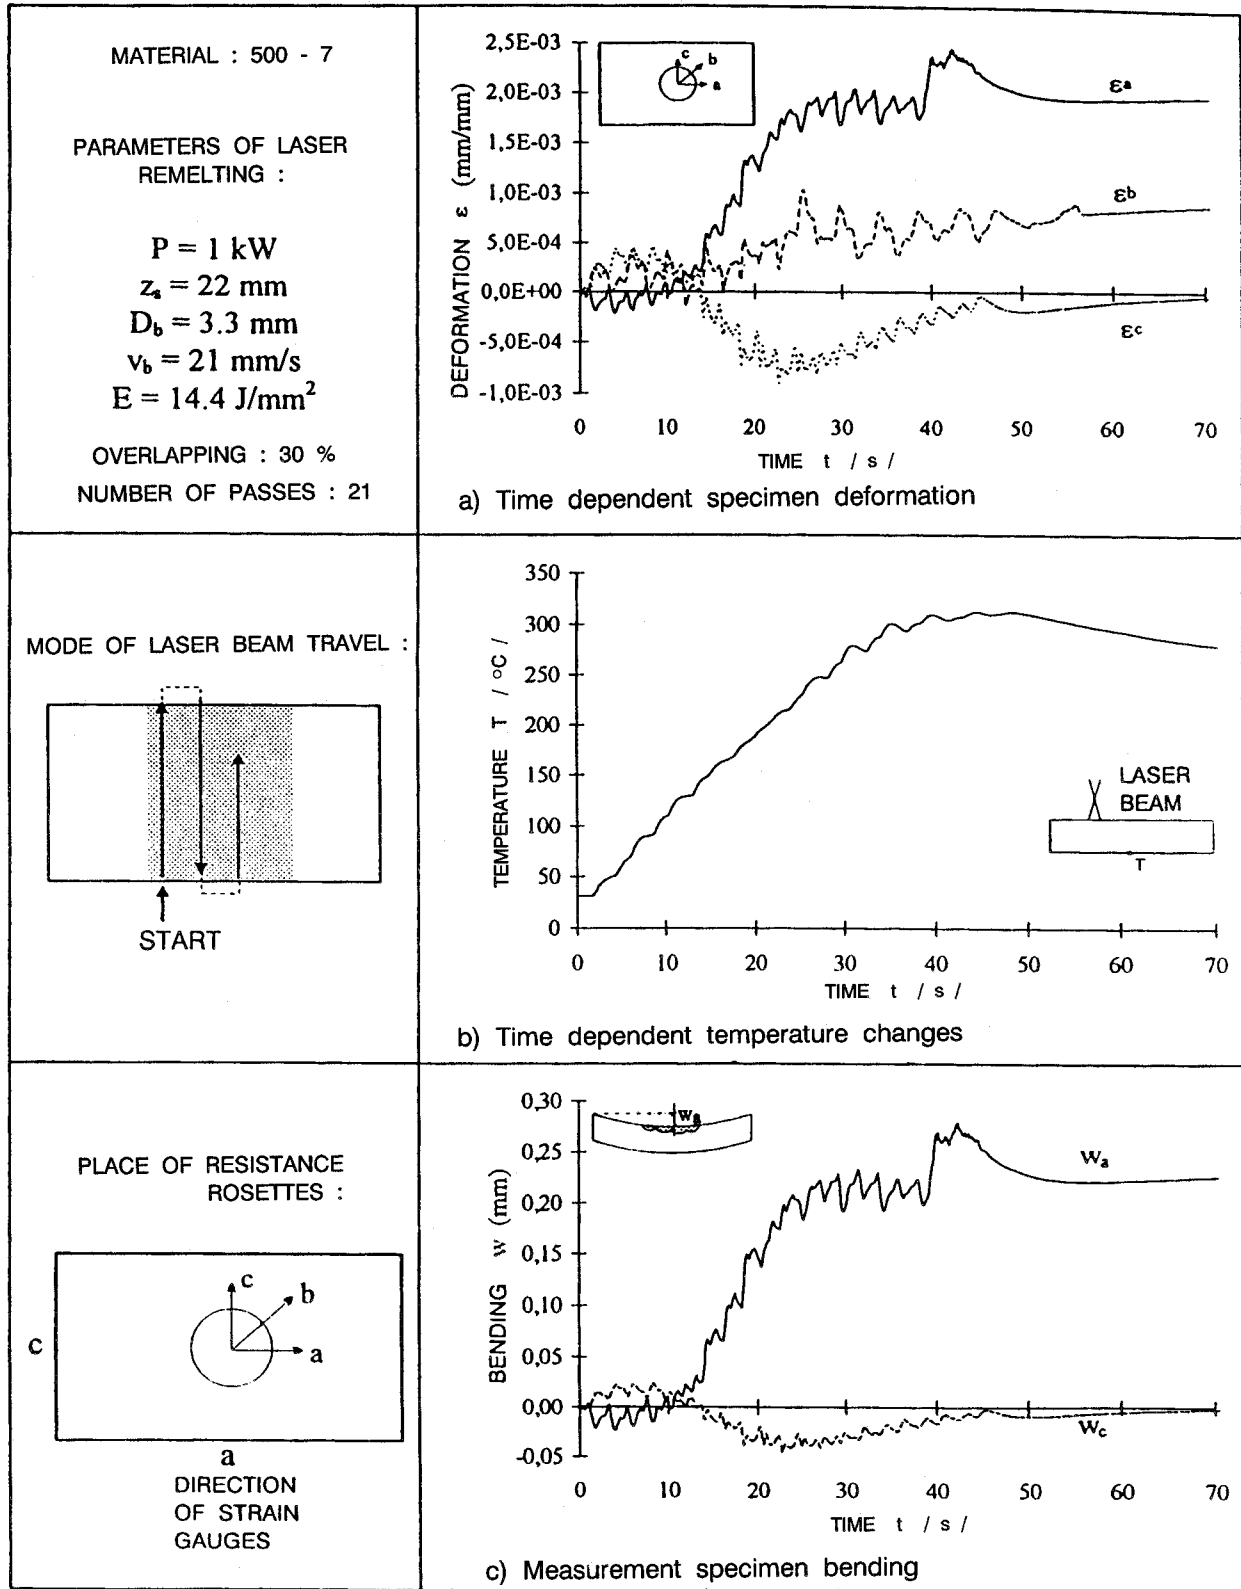 MATERIAL : 500 - 7
PARAMETERS OF LASER
REMELTING :
P = 1 kW
zₛ = 22 mm
D_b = 3.3 mm
v_b = 21 mm/s
E = 14.4 J/mm²
OVERLAPPING : 30 %
NUMBER OF PASSES : 21
DEFORMATION ε (mm/mm)
2,5E-03
2,0E-03
1,5E-03
1,0E-03
5,0E-04
0,0E+00
-5,0E-04
-1,0E-03
c
b
a
εᵃ
εᵇ
εᶜ
0 10 20 30 40 50 60 70
TIME t / s /
a) Time dependent specimen deformation
MODE OF LASER BEAM TRAVEL :
START
TEMPERATURE T / °C /
350
300
250
200
150
100
50
0
LASER
BEAM
T
0 10 20 30 40 50 60 70
TIME t / s /
b) Time dependent temperature changes
PLACE OF RESISTANCE
ROSETTES :
c
b
a
c
a
DIRECTION
OF STRAIN
GAUGES
BENDING w (mm)
0,30
0,25
0,20
0,15
0,10
0,05
0,00
-0,05
wₐ
Wₐ
W_c
0 10 20 30 40 50 60 70
TIME t / s /
c) Measurement specimen bending